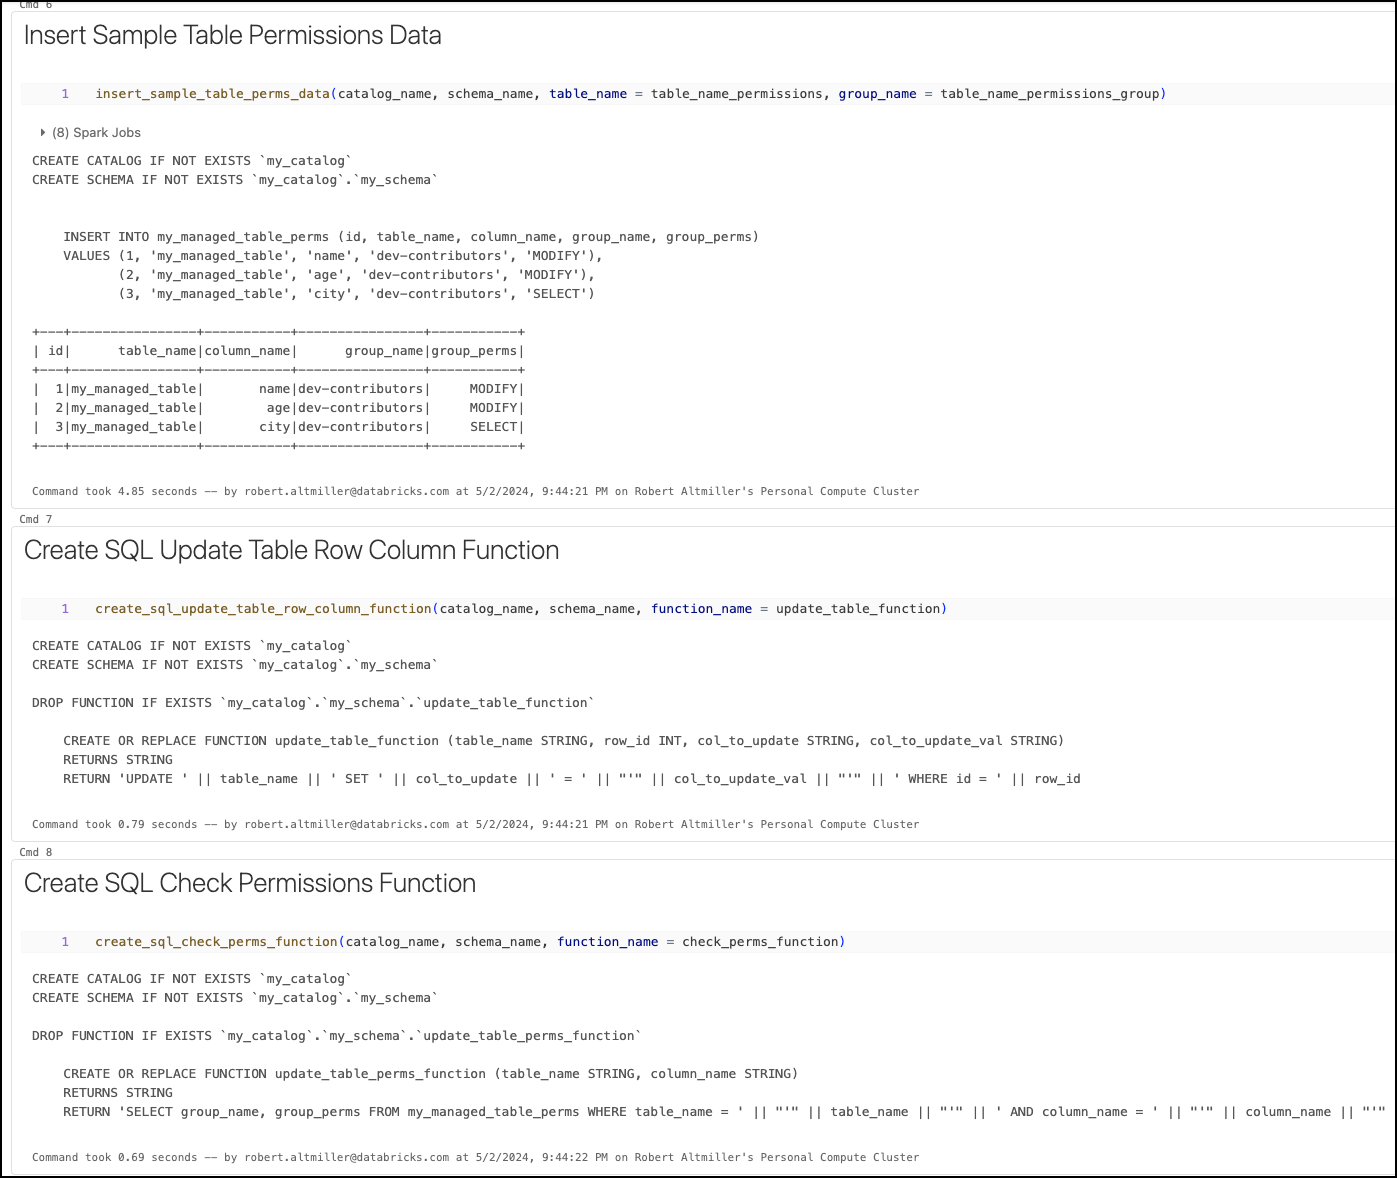 Cmd 6
Insert Sample Table Permissions Data
1 insert_sample_table_perms_data(catalog_name, schema_name, table_name = table_name_permissions, group_name = table_name_permissions_group)
(8) Spark Jobs
CREATE CATALOG IF NOT EXISTS `my_catalog`
CREATE SCHEMA IF NOT EXISTS `my_catalog`.`my_schema`
INSERT INTO my_managed_table_perms (id, table_name, column_name, group_name, group_perms)
VALUES (1, 'my_managed_table', 'name', 'dev-contributors', 'MODIFY'),
(2, 'my_managed_table', 'age', 'dev-contributors', 'MODIFY'),
(3, 'my_managed_table', 'city', 'dev-contributors', 'SELECT')
+---+----------------+-----------+----------------+-----------+
| id|      table_name|column_name|      group_name|group_perms|
+---+----------------+-----------+----------------+-----------+
|  1|my_managed_table|       name|dev-contributors|     MODIFY|
|  2|my_managed_table|        age|dev-contributors|     MODIFY|
|  3|my_managed_table|       city|dev-contributors|     SELECT|
+---+----------------+-----------+----------------+-----------+
Command took 4.85 seconds -- by robert.altmiller@databricks.com at 5/2/2024, 9:44:21 PM on Robert Altmiller's Personal Compute Cluster
Cmd 7
Create SQL Update Table Row Column Function
1 create_sql_update_table_row_column_function(catalog_name, schema_name, function_name = update_table_function)
CREATE CATALOG IF NOT EXISTS `my_catalog`
CREATE SCHEMA IF NOT EXISTS `my_catalog`.`my_schema`
DROP FUNCTION IF EXISTS `my_catalog`.`my_schema`.`update_table_function`
CREATE OR REPLACE FUNCTION update_table_function (table_name STRING, row_id INT, col_to_update STRING, col_to_update_val STRING)
RETURNS STRING
RETURN 'UPDATE ' || table_name || ' SET ' || col_to_update || ' = ' || "'" || col_to_update_val || "'" || ' WHERE id = ' || row_id
Command took 0.79 seconds -- by robert.altmiller@databricks.com at 5/2/2024, 9:44:21 PM on Robert Altmiller's Personal Compute Cluster
Cmd 8
Create SQL Check Permissions Function
1 create_sql_check_perms_function(catalog_name, schema_name, function_name = check_perms_function)
CREATE CATALOG IF NOT EXISTS `my_catalog`
CREATE SCHEMA IF NOT EXISTS `my_catalog`.`my_schema`
DROP FUNCTION IF EXISTS `my_catalog`.`my_schema`.`update_table_perms_function`
CREATE OR REPLACE FUNCTION update_table_perms_function (table_name STRING, column_name STRING)
RETURNS STRING
RETURN 'SELECT group_name, group_perms FROM my_managed_table_perms WHERE table_name = ' || "'" || table_name || "'" || ' AND column_name = ' || "'" || column_name || "'"
Command took 0.69 seconds -- by robert.altmiller@databricks.com at 5/2/2024, 9:44:22 PM on Robert Altmiller's Personal Compute Cluster